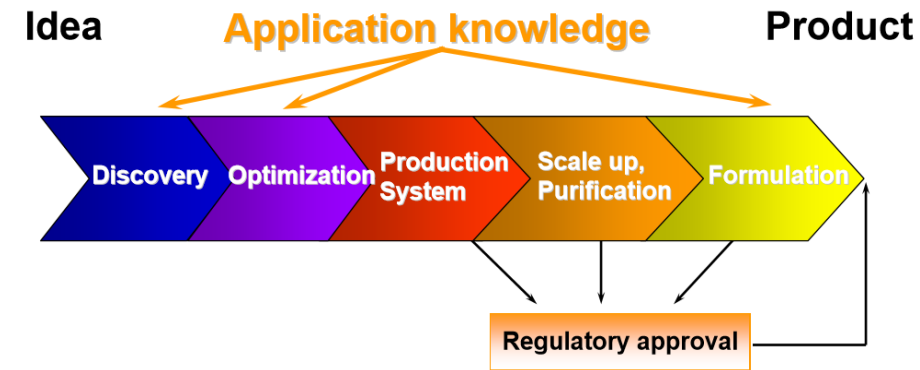 Idea
Application knowledge
Product
Discovery
Optimization
Production
System
Scale up,
Purification
Formulation
Regulatory approval